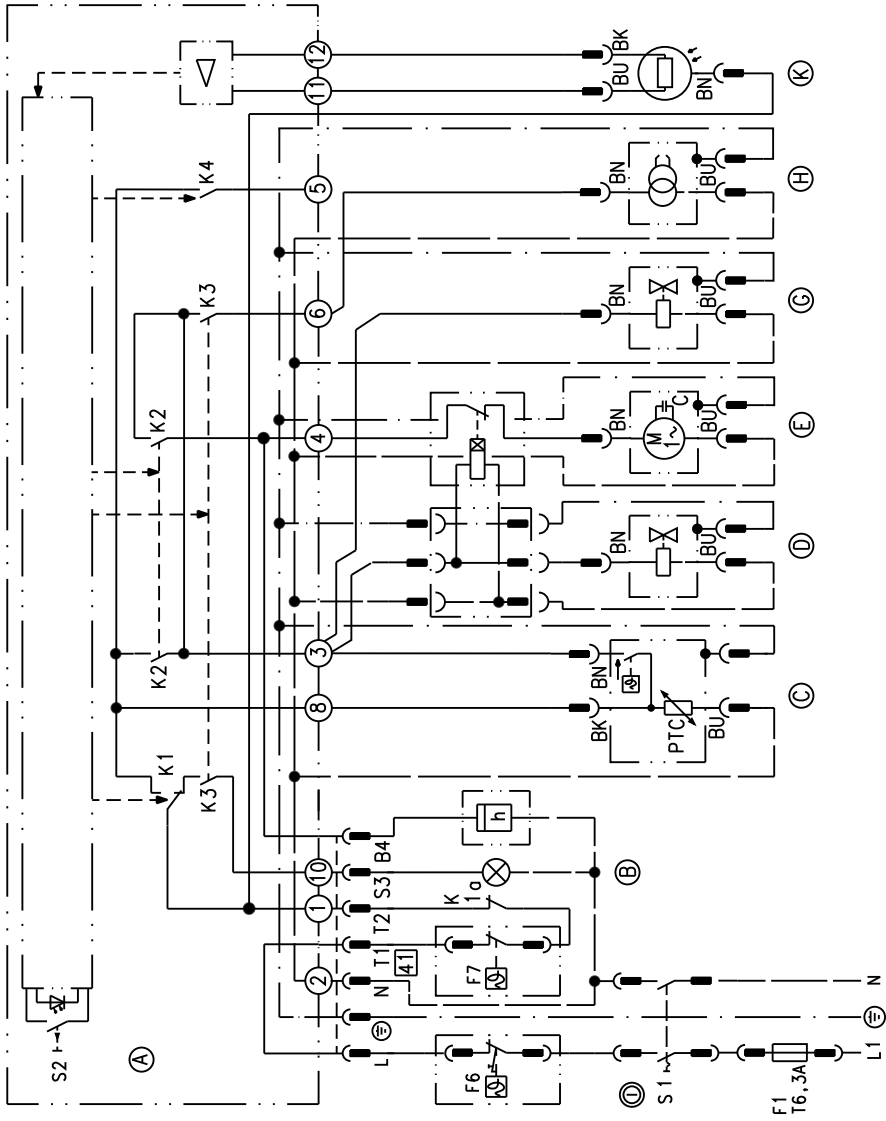 12
BK
BU
BN
K
11
K4
5
BN
BU
H
K3
6
BN
BU
G
K2
4
BN
M
1~
C
BU
E
BN
BU
D
K2
3
BN
8
BK
PTC
BU
C
K1
K3
h
B4
10
S3
B
1
T2
K
1a
T1
41
F7
2
N
N
A
S2
L
F6
I
S1
F1
T6,3A
L1